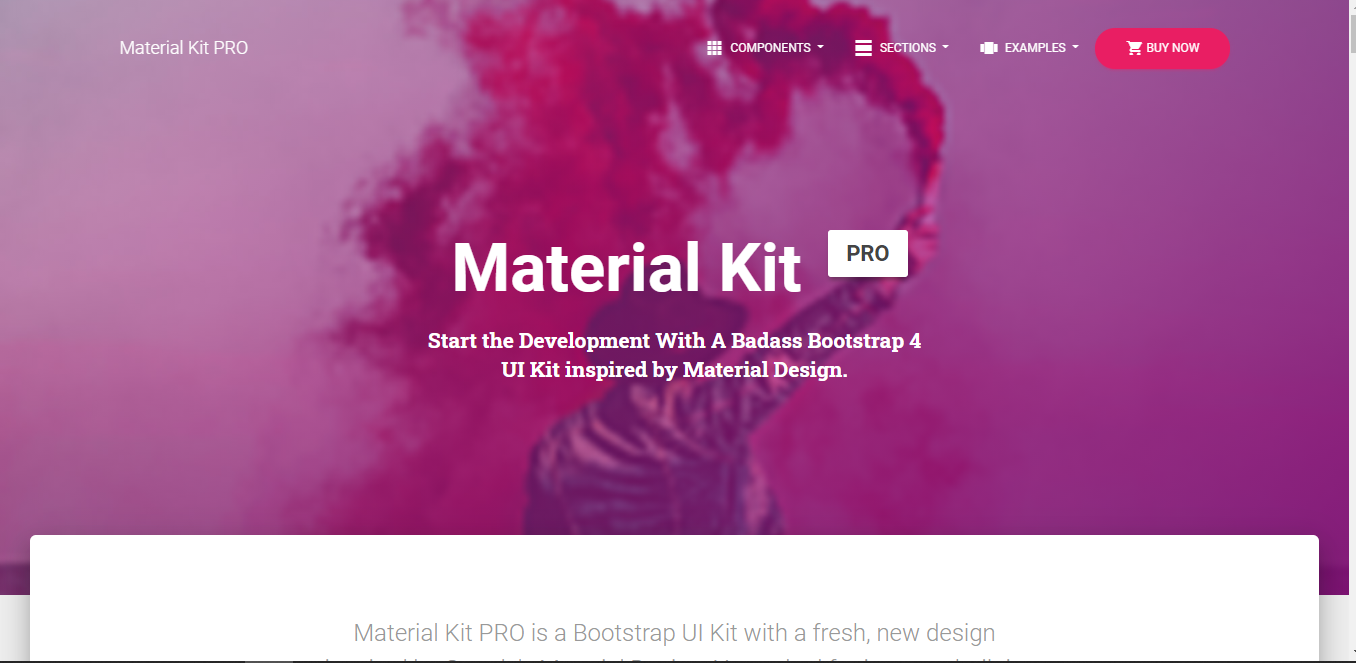 Material Kit PRO
COMPONENTS
SECTIONS
EXAMPLES
BUY NOW
Material Kit PRO
Start the Development With A Badass Bootstrap 4
UI Kit inspired by Material Design.
Material Kit PRO is a Bootstrap UI Kit with a fresh, new design